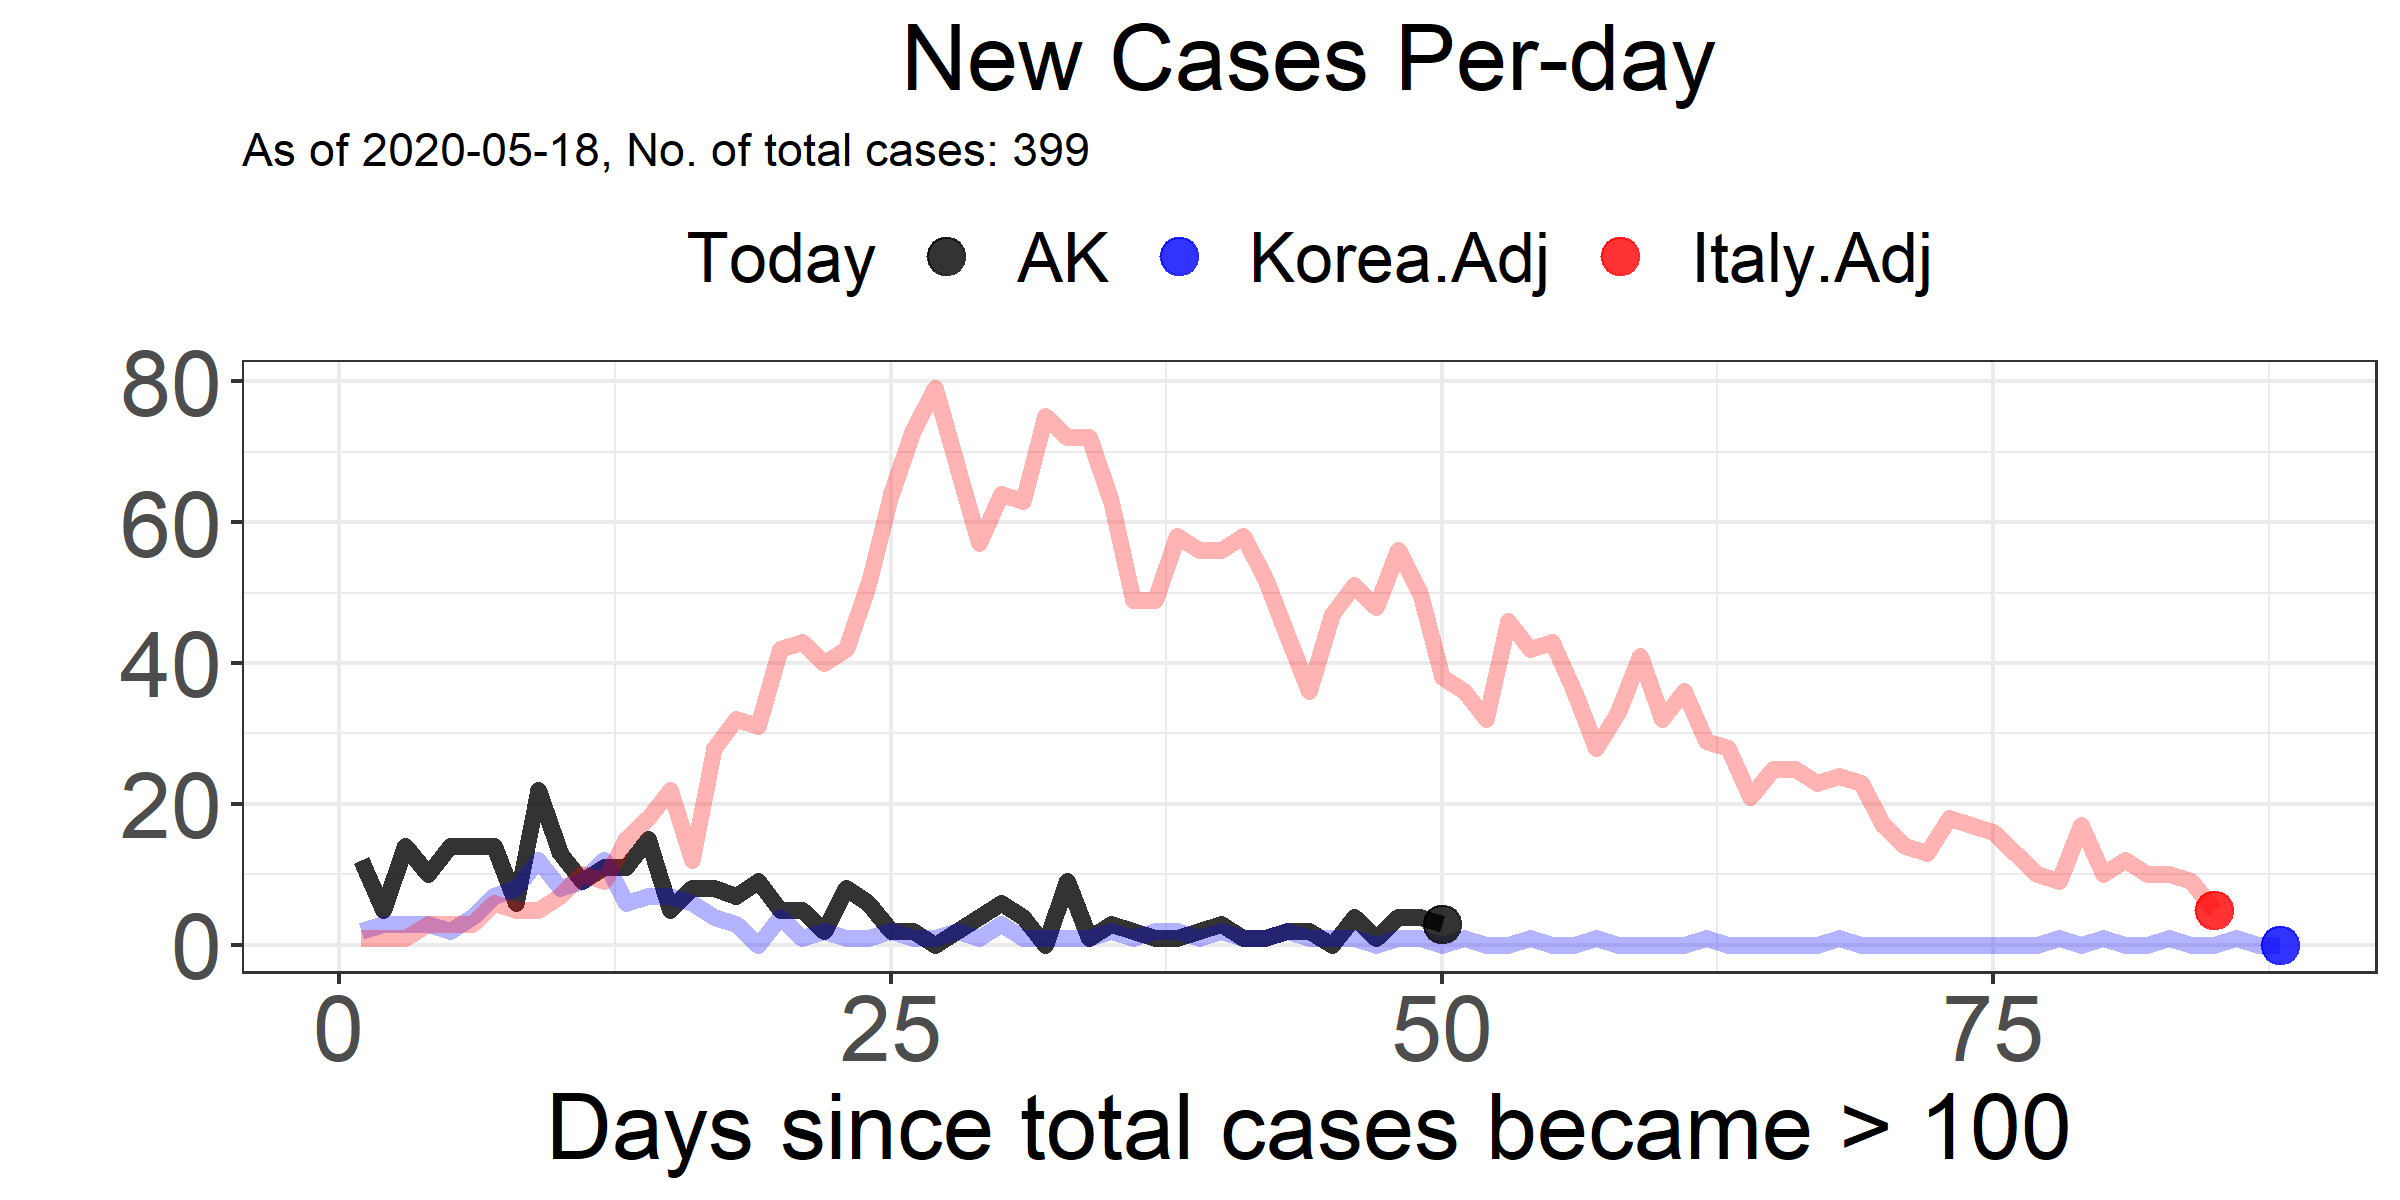 New Cases Per-day
As of 2020-05-18, No. of total cases: 399
Today AK Korea.Adj Italy.Adj
80
60
40
20
0
0 25 50 75
Days since total cases became > 100